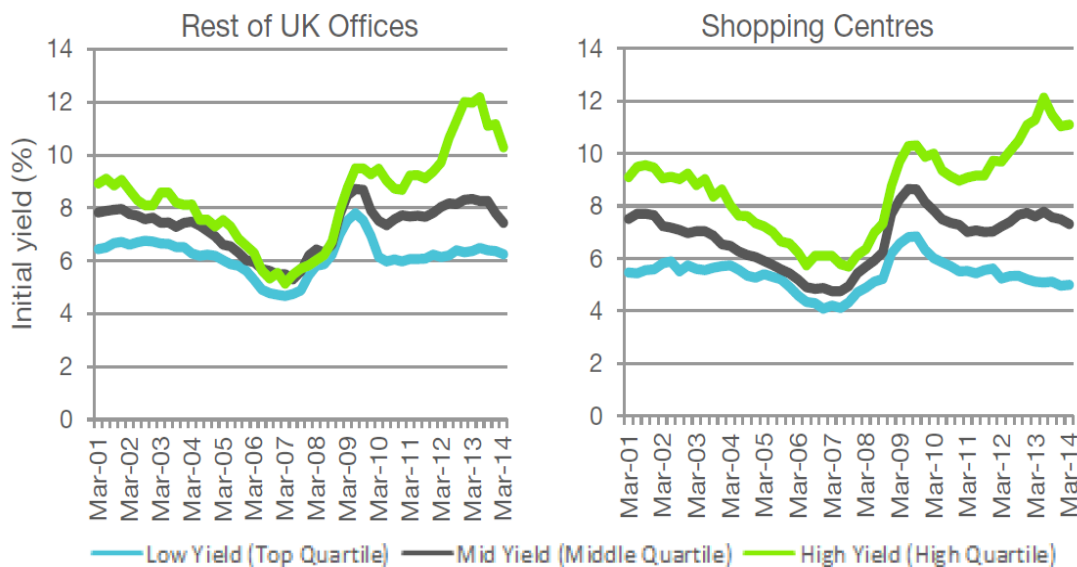 Rest of UK Offices
Initial yield (%)
14
12
10
8
6
4
2
0
Mar-01
Mar-02
Mar-03
Mar-04
Mar-05
Mar-06
Mar-07
Mar-08
Mar-09
Mar-10
Mar-11
Mar-12
Mar-13
Mar-14
Shopping Centres
14
12
10
8
6
4
2
0
Mar-01
Mar-02
Mar-03
Mar-04
Mar-05
Mar-06
Mar-07
Mar-08
Mar-09
Mar-10
Mar-11
Mar-12
Mar-13
Mar-14
Low Yield (Top Quartile) Mid Yield (Middle Quartile) High Yield (High Quartile)